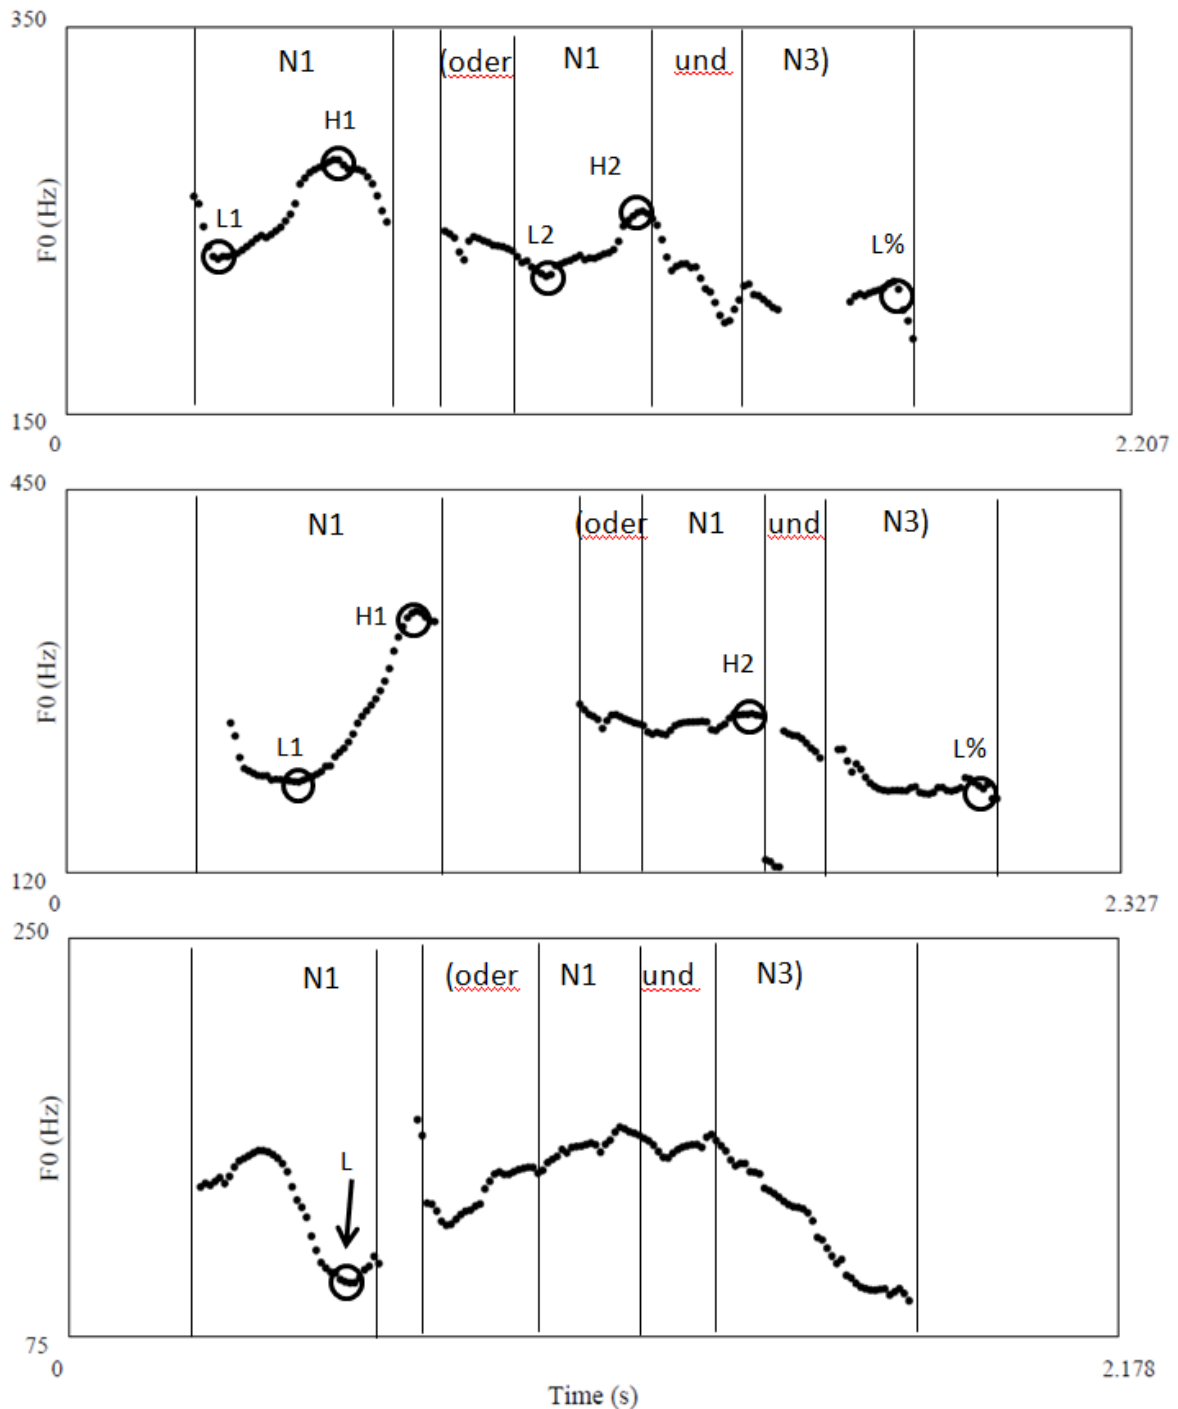 350
N1 (oder N1 und N3)
H1
H2
L1
L2
L%
F0 (Hz)
150
0 2.207
450
N1 (oder N1 und N3)
H1
H2
L1
L%
F0 (Hz)
120
0 2.327
250
N1 (oder N1 und N3)
L
F0 (Hz)
75
0 2.178
Time (s)